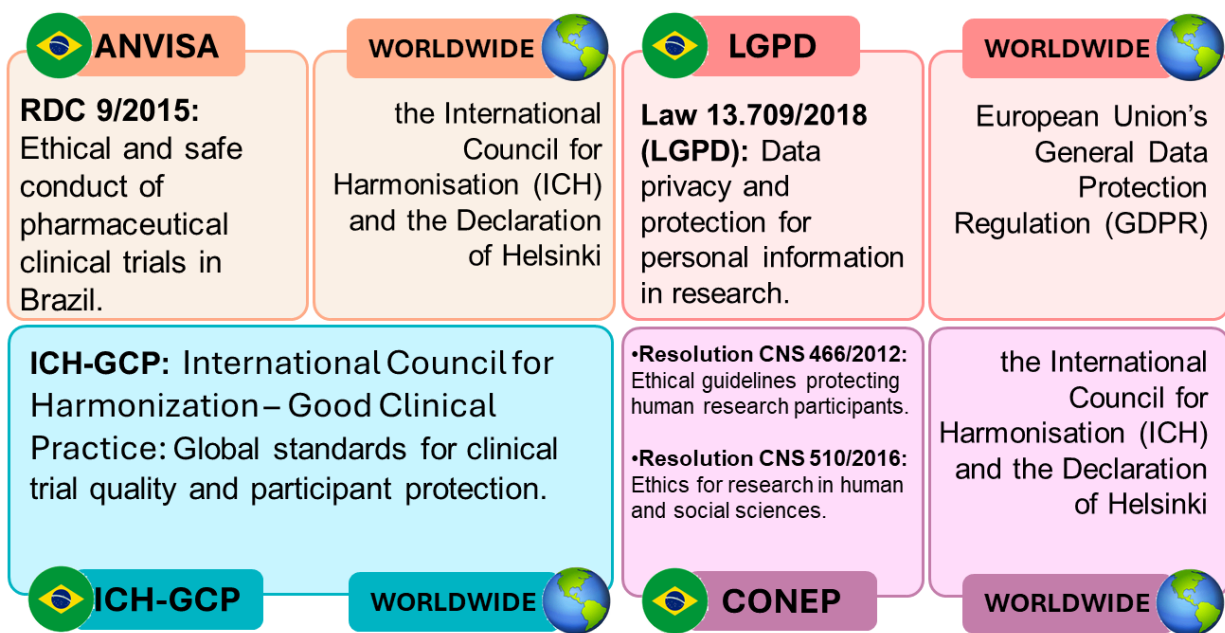 ANVISA
WORLDWIDE
RDC 9/2015:
Ethical and safe
conduct of
pharmaceutical
clinical trials in
Brazil.
the International
Council for
Harmonisation (ICH)
and the Declaration
of Helsinki
LGPD
WORLDWIDE
Law 13.709/2018
(LGPD): Data
privacy and
protection for
personal information
in research.
European Union’s
General Data
Protection
Regulation (GDPR)
ICH-GCP: International Council for
Harmonization – Good Clinical
Practice: Global standards for clinical
trial quality and participant protection.
ICH-GCP
WORLDWIDE
•Resolution CNS 466/2012:
Ethical guidelines protecting
human research participants.
•Resolution CNS 510/2016:
Ethics for research in human
and social sciences.
the International
Council for
Harmonisation (ICH)
and the Declaration
of Helsinki
CONEP
WORLDWIDE